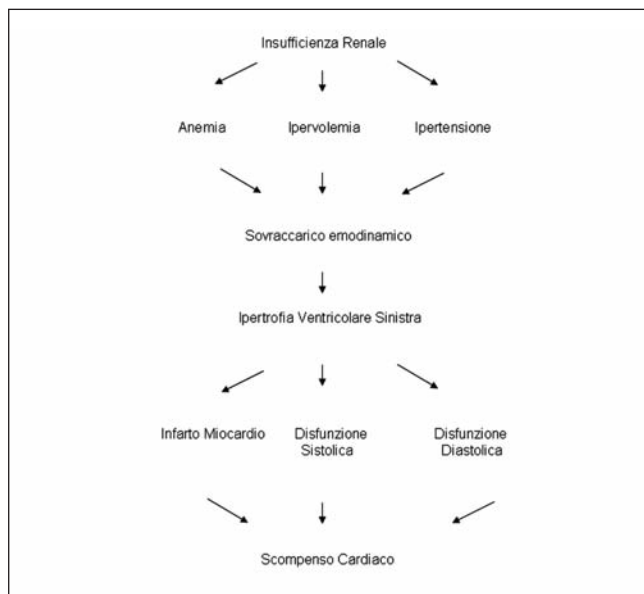 Insufficienza Renale
Anemia
Ipervolemia
Ipertensione
Sovraccarico emodinamico
Ipertrofia Ventricolare Sinistra
Infarto Miocardio
Disfunzione
Sistolica
Disfunzione
Diastolica
Scompenso Cardiaco